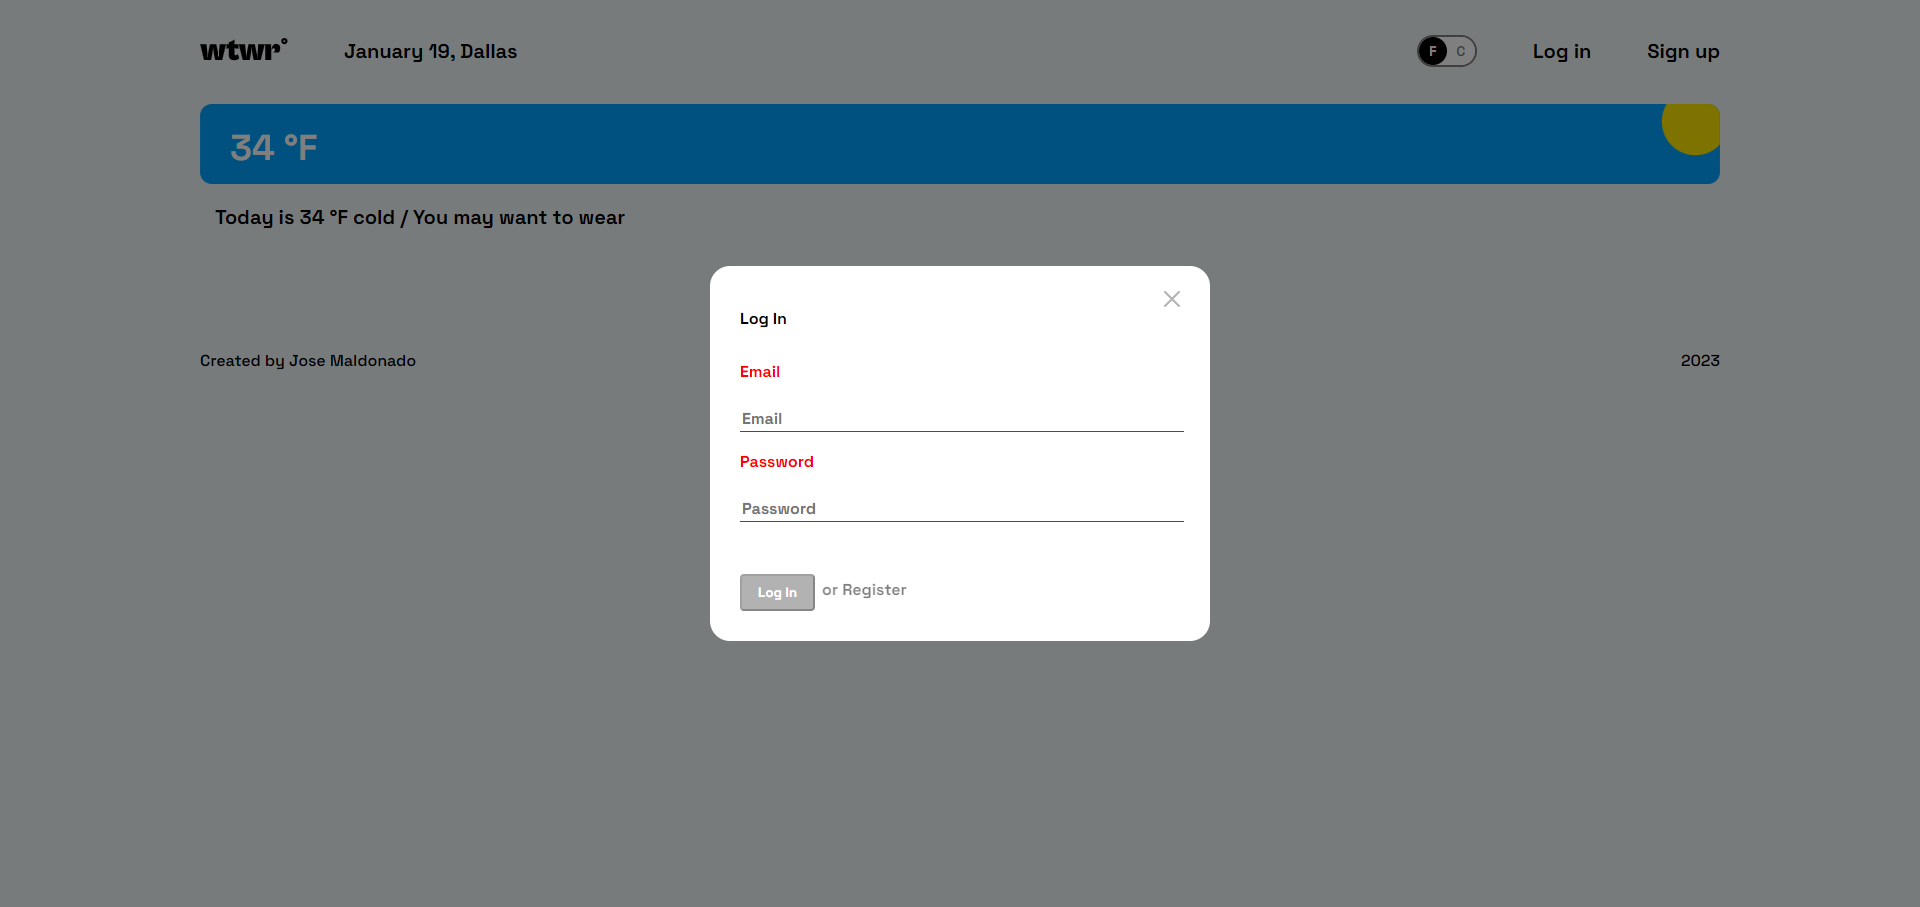 wtwr°
January 19, Dallas
F C
Log in
Sign up
34 °F
Today is 34 °F cold / You may want to wear
Log In
Email
Email
Password
Password
Log In or Register
Created by Jose Maldonado
2023